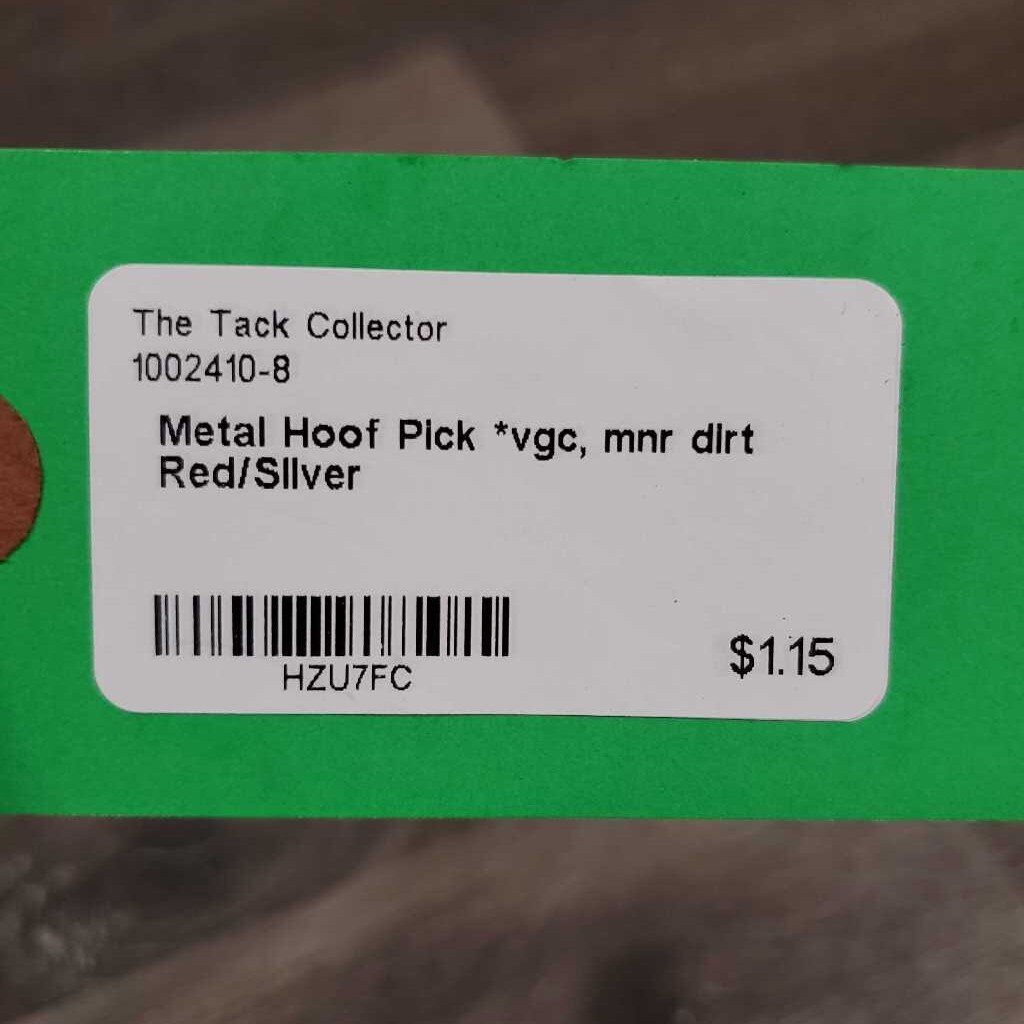 The Tack Collector
1002410-8
Metal Hoof Pick *vgc, mnr dirt
Red/Silver
HZU7FC
$1.15